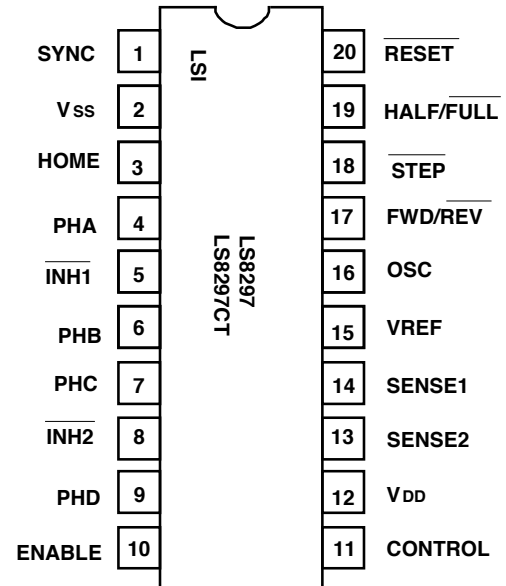 SYNC 1 20 RESET
Vss 2 19 HALF/FULL
HOME 3 18 STEP
PHA 4 17 FWD/REV
INH1 5 16 OSC
PHB 6 15 VREF
PHC 7 14 SENSE1
INH2 8 13 SENSE2
PHD 9 12 VDD
ENABLE 10 11 CONTROL
LSI
LS8297
LS8297CT